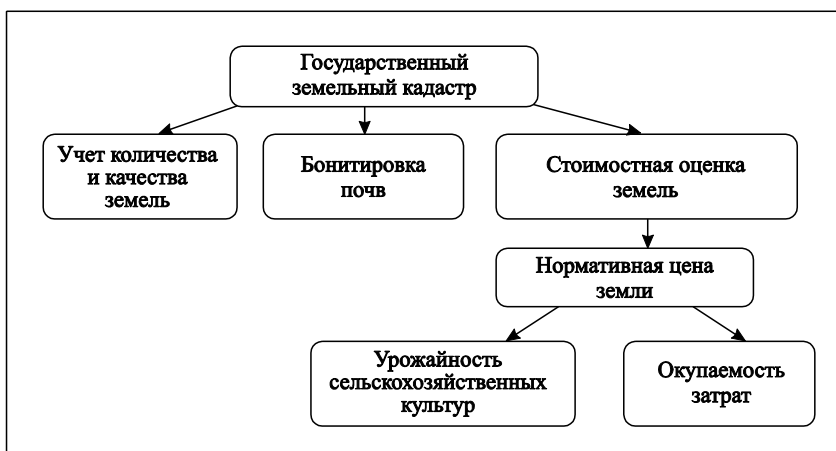 Государственный
земельный кадастр
Учет количества
и качества
земель
Бонитировка
почв
Стоимостная оценка
земель
Нормативная цена
земли
Урожайность
сельскохозяйственных
культур
Окупаемость
затрат